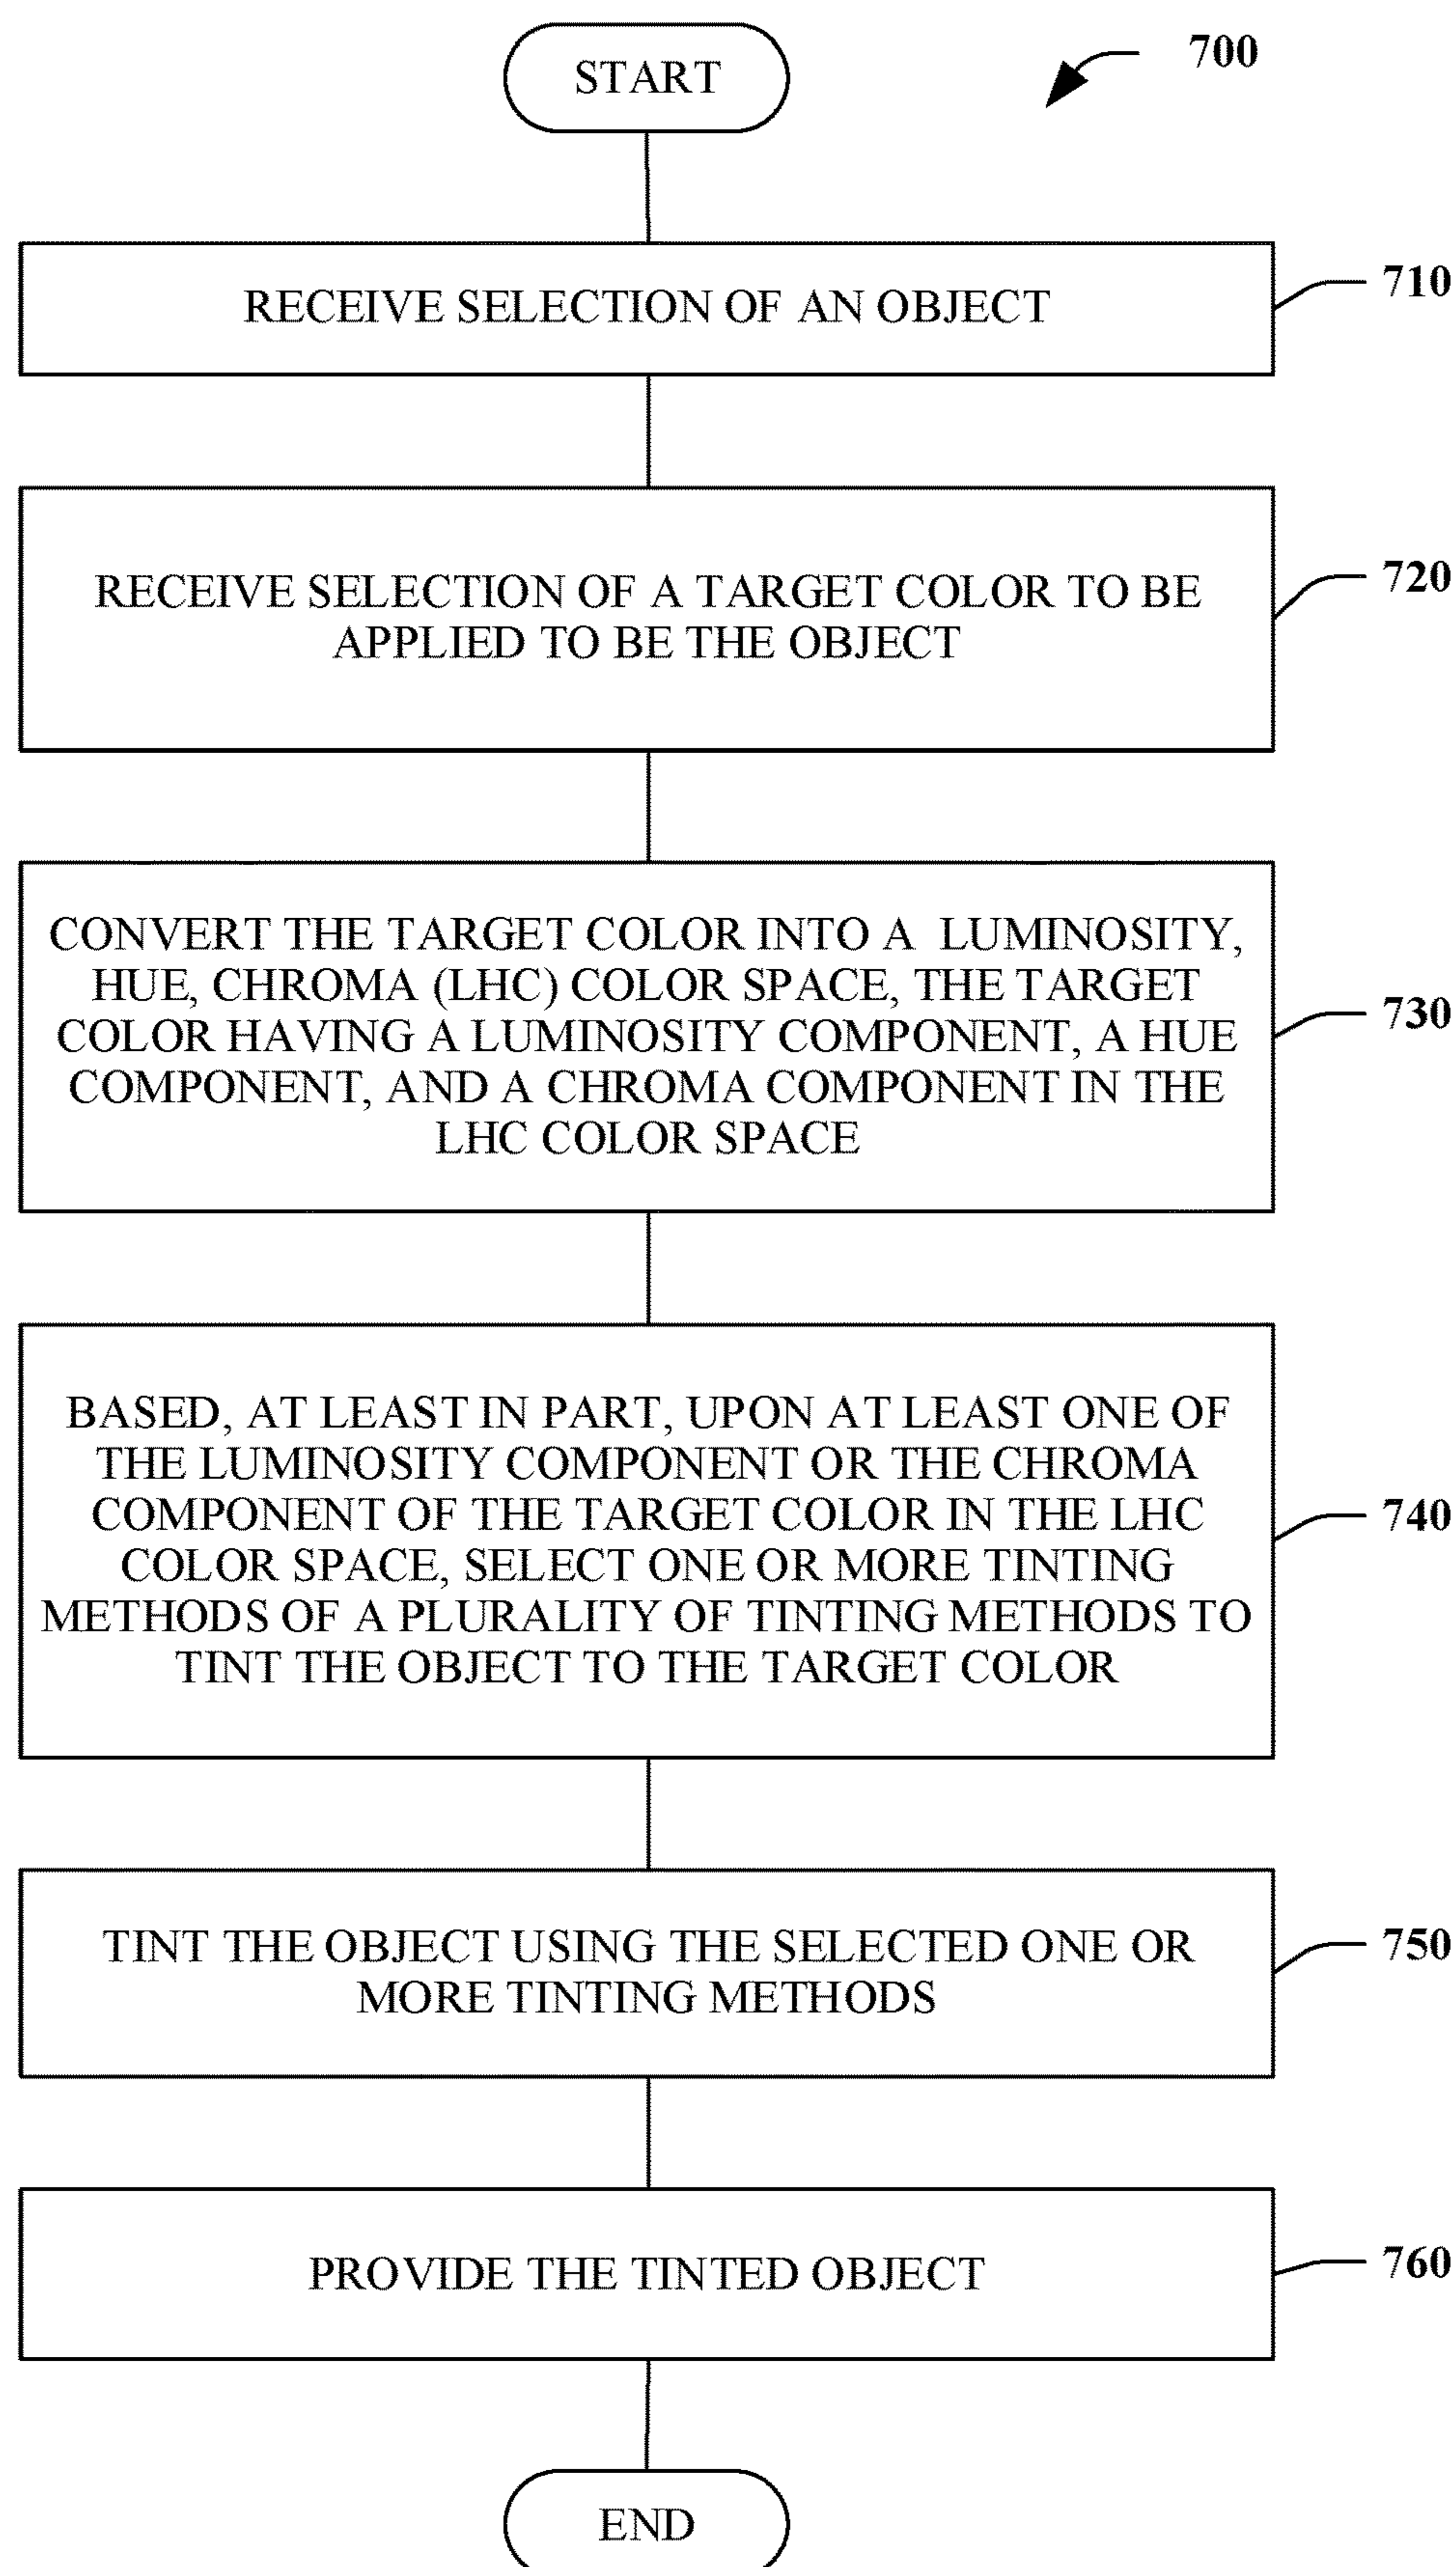 START
700
RECEIVE SELECTION OF AN OBJECT
710
RECEIVE SELECTION OF A TARGET COLOR TO BE
APPLIED TO BE THE OBJECT
720
CONVERT THE TARGET COLOR INTO A LUMINOSITY,
HUE, CHROMA (LHC) COLOR SPACE, THE TARGET
COLOR HAVING A LUMINOSITY COMPONENT, A HUE
COMPONENT, AND A CHROMA COMPONENT IN THE
LHC COLOR SPACE
730
BASED, AT LEAST IN PART, UPON AT LEAST ONE OF
THE LUMINOSITY COMPONENT OR THE CHROMA
COMPONENT OF THE TARGET COLOR IN THE LHC
COLOR SPACE, SELECT ONE OR MORE TINTING
METHODS OF A PLURALITY OF TINTING METHODS TO
TINT THE OBJECT TO THE TARGET COLOR
740
TINT THE OBJECT USING THE SELECTED ONE OR
MORE TINTING METHODS
750
PROVIDE THE TINTED OBJECT
760
END